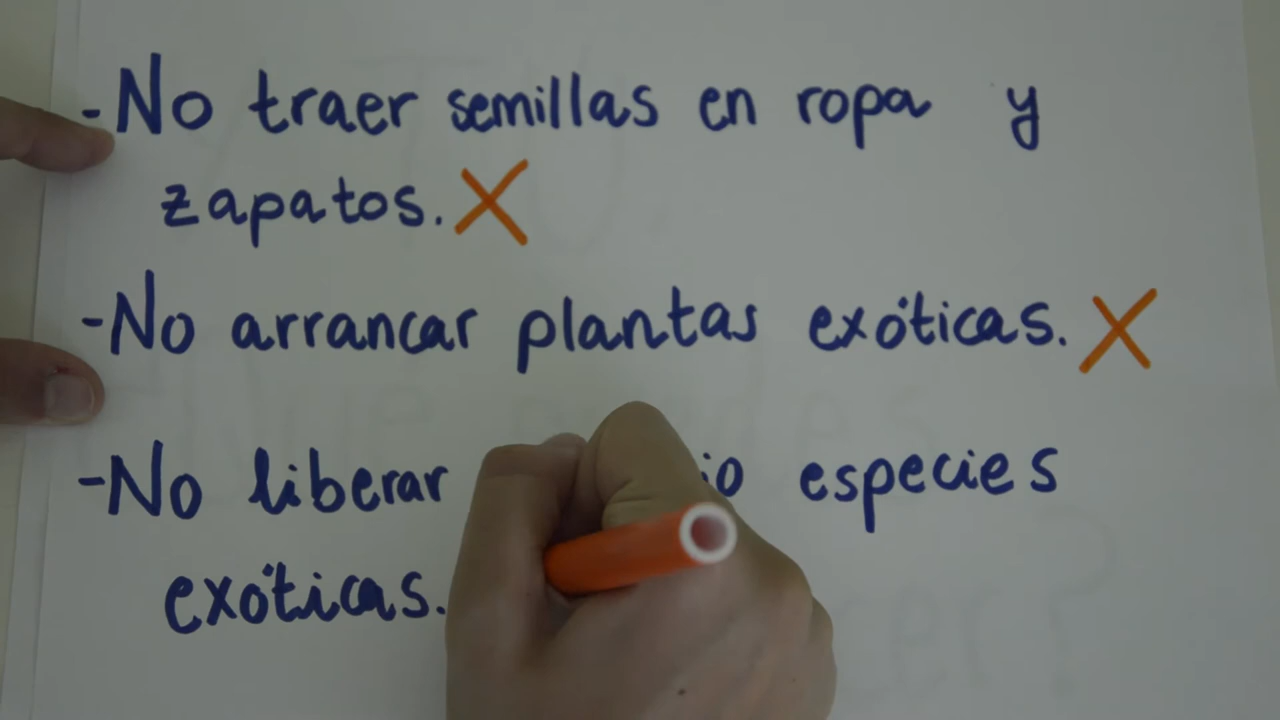 -No traer semillas en ropa y
zapatos.
-No arrancar plantas exóticas.
-No liberar especies
exóticas.